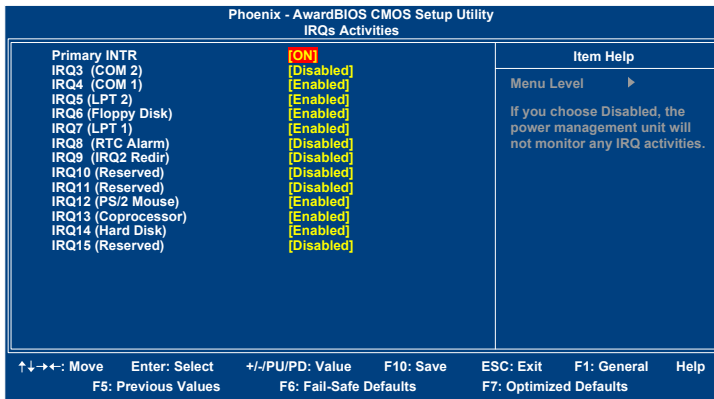 Phoenix - AwardBIOS CMOS Setup Utility
IRQs Activities
Primary INTR [ON]
IRQ3 (COM 2) [Disabled]
IRQ4 (COM 1) [Enabled]
IRQ5 (LPT 2) [Enabled]
IRQ6 (Floppy Disk) [Enabled]
IRQ7 (LPT 1) [Enabled]
IRQ8 (RTC Alarm) [Disabled]
IRQ9 (IRQ2 Redir) [Disabled]
IRQ10 (Reserved) [Disabled]
IRQ11 (Reserved) [Disabled]
IRQ12 (PS/2 Mouse) [Enabled]
IRQ13 (Coprocessor) [Enabled]
IRQ14 (Hard Disk) [Enabled]
IRQ15 (Reserved) [Disabled]
Item Help
Menu Level ▶
If you choose Disabled, the
power management unit will
not monitor any IRQ activities.
↑↓→←: Move Enter: Select +/-/PU/PD: Value F10: Save ESC: Exit F1: General Help
F5: Previous Values F6: Fail-Safe Defaults F7: Optimized Defaults